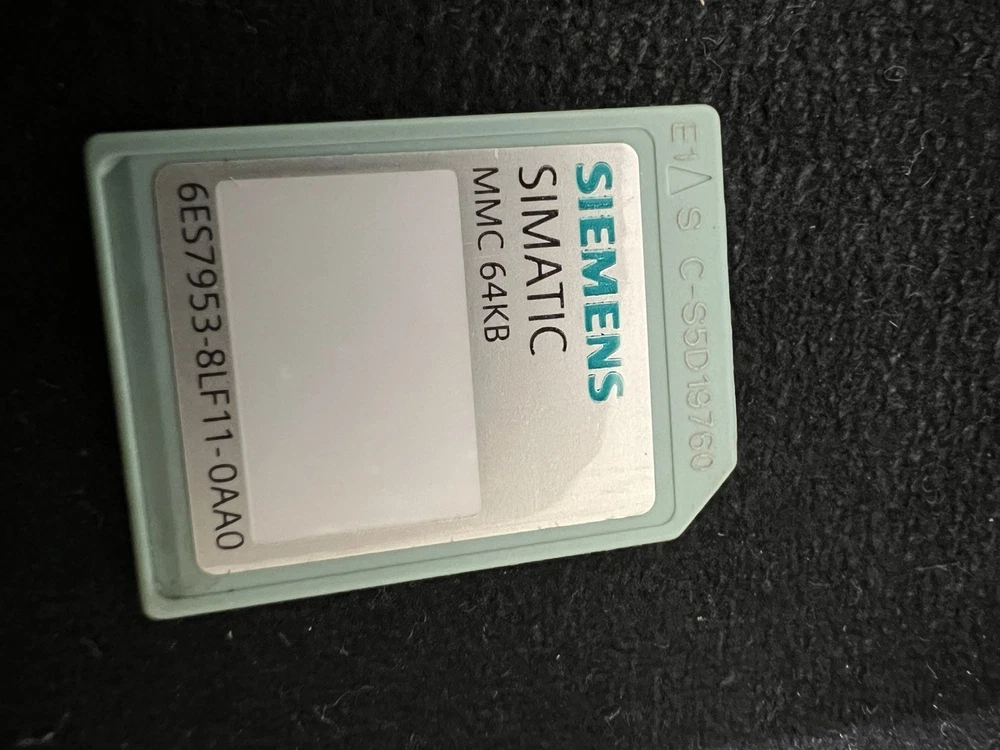 E1 △ S C-S5D19760
SIEMENS
SIMATIC
MMC 64KB
6ES7953-8LF11-0AA0